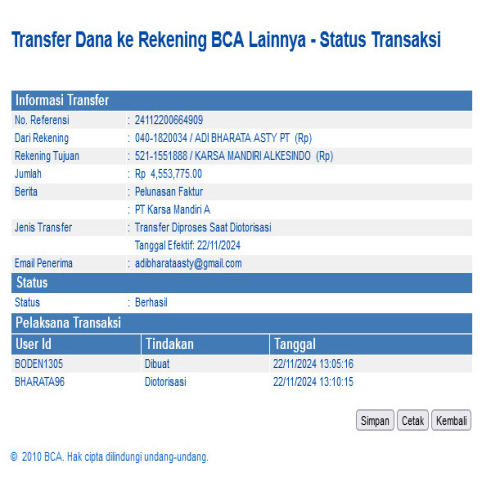 Transfer Dana ke Rekening BCA Lainnya - Status Transaksi
Informasi Transfer
No. Referensi : 24112200664909
Dari Rekening : 040-1820034 / ADI BHARATA ASTY PT (Rp)
Rekening Tujuan : 521-1551888 / KARSA MANDIRI ALKESINDO (Rp)
Jumlah : Rp 4,553,775.00
Berita : Pelunasan Faktur
: PT Karsa Mandiri A
Jenis Transfer : Transfer Diproses Saat Diotorisasi
Tanggal Efektif: 22/11/2024
Email Penerima : adibharataasty@gmail.com
Status
Status : Berhasil
Pelaksana Transaksi
User Id Tindakan Tanggal
BODEN1305 Dibuat 22/11/2024 13:05:16
BHARATA96 Diotorisasi 22/11/2024 13:10:15
Simpan Cetak Kembali
© 2010 BCA. Hak cipta dilindungi undang-undang.